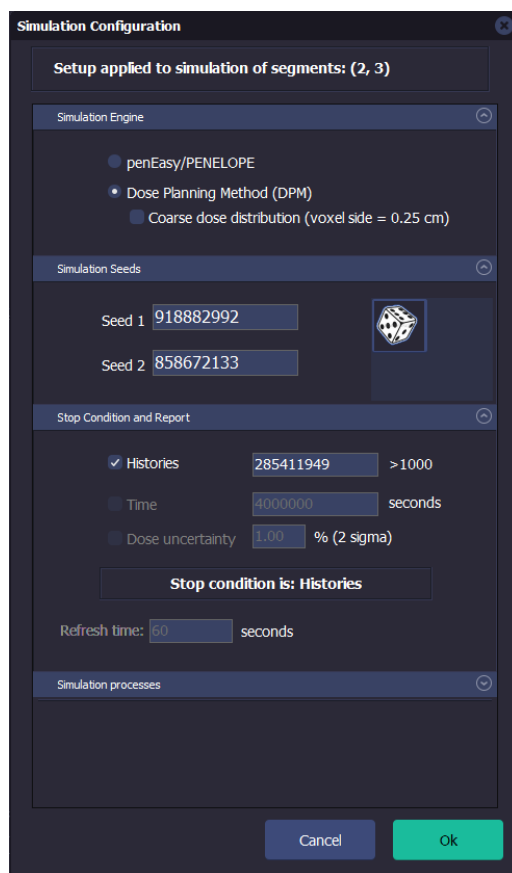 Simulation Configuration
Setup applied to simulation of segments: (2, 3)
Simulation Engine
penEasy/PENELOPE
Dose Planning Method (DPM)
Coarse dose distribution (voxel side = 0.25 cm)
Simulation Seeds
Seed 1 918882992
Seed 2 858672133
Stop Condition and Report
Histories 285411949 >1000
Time 4000000 seconds
Dose uncertainty 1.00 % (2 sigma)
Stop condition is: Histories
Refresh time: 60 seconds
Simulation processes
Cancel Ok